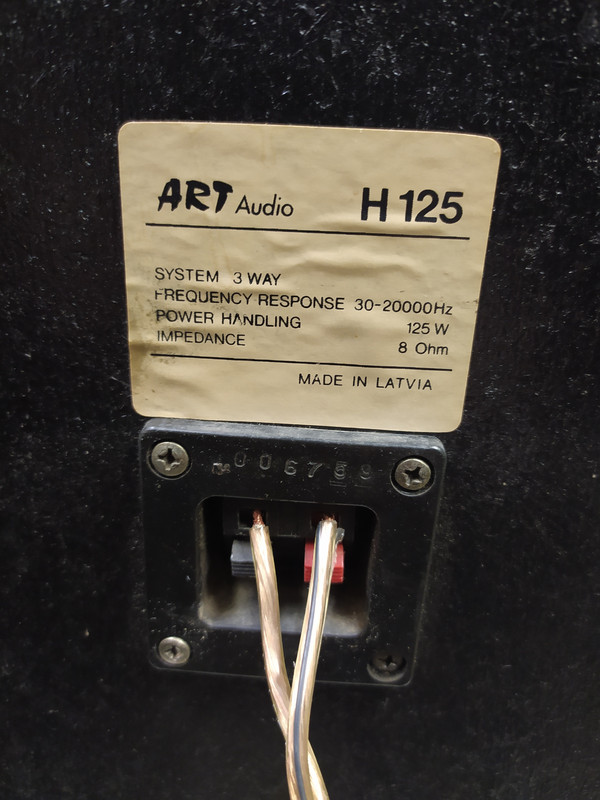 ART Audio H 125
SYSTEM 3 WAY
FREQUENCY RESPONSE 30-20000Hz
POWER HANDLING 125 W
IMPEDANCE 8 Ohm
MADE IN LATVIA